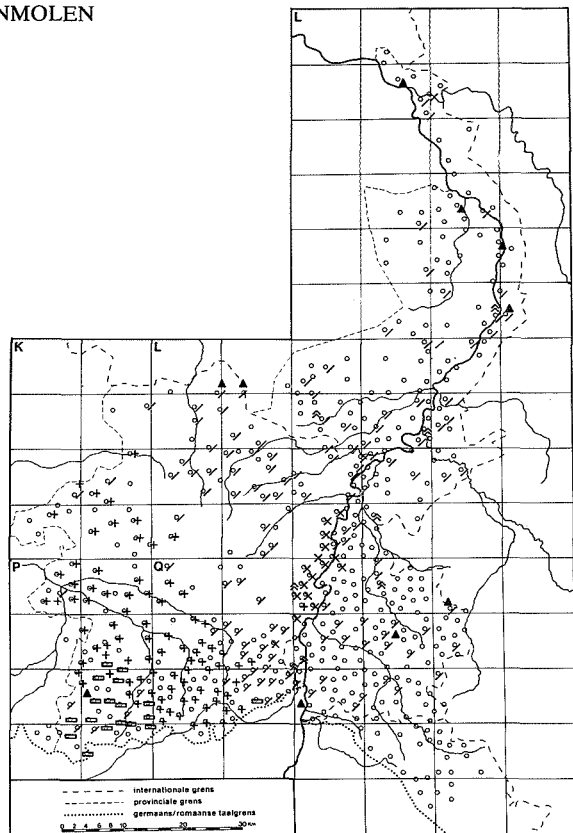 NMOLEN
L
K
L
P
Q
internationale grens
provinciale grens
germaans/romaanse taalgrens
0 2 4 6 8 10 20 30 KM